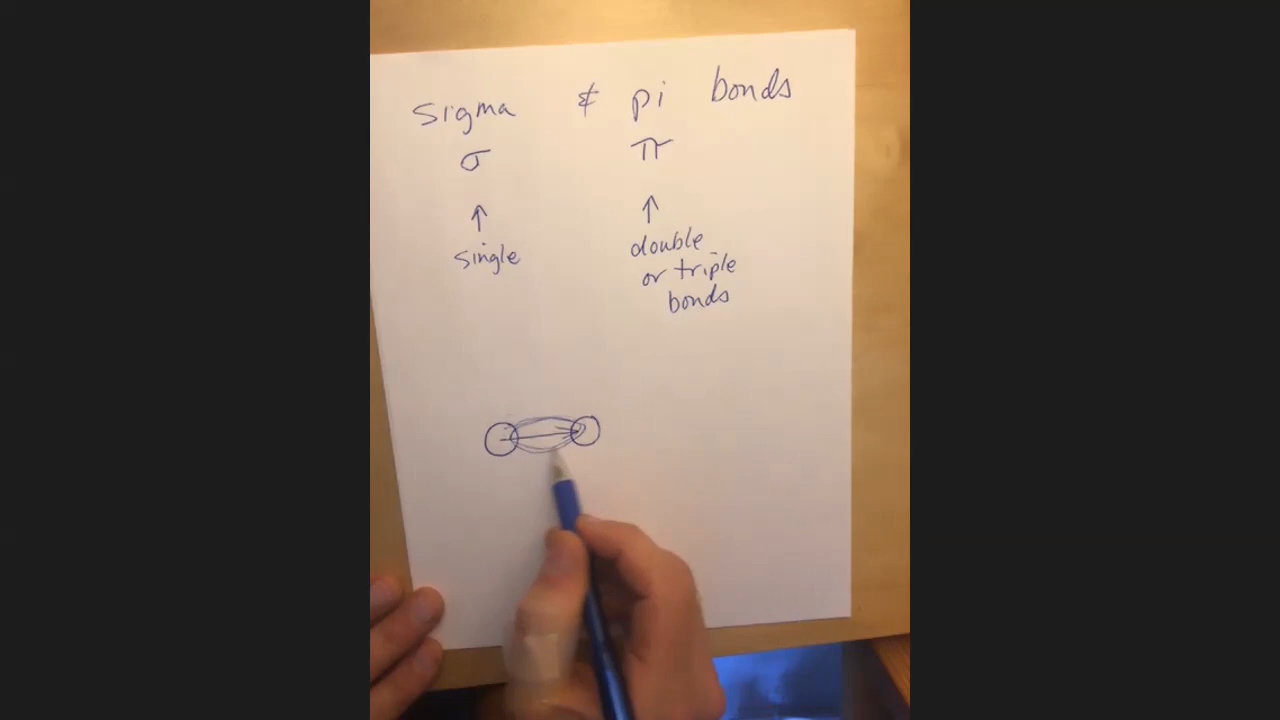 sigma & pi bonds
σ π
↑ ↑
single double
or triple
bonds